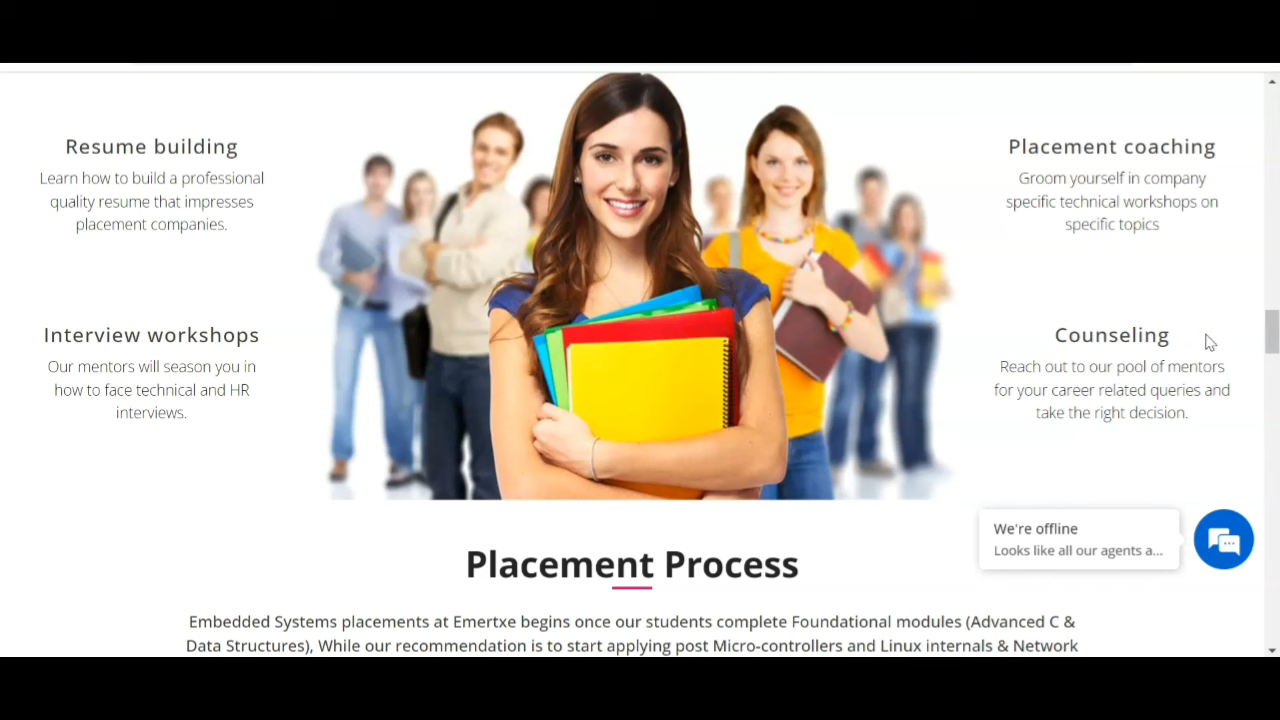 Resume building
Learn how to build a professional
quality resume that impresses
placement companies.
Interview workshops
Our mentors will season you in
how to face technical and HR
interviews.
Placement coaching
Groom yourself in company
specific technical workshops on
specific topics
Counseling
Reach out to our pool of mentors
for your career related queries and
take the right decision.
We're offline
Looks like all our agents a...
Placement Process
Embedded Systems placements at Emertxe begins once our students complete Foundational modules (Advanced C &
Data Structures), While our recommendation is to start applying post Micro-controllers and Linux internals & Network